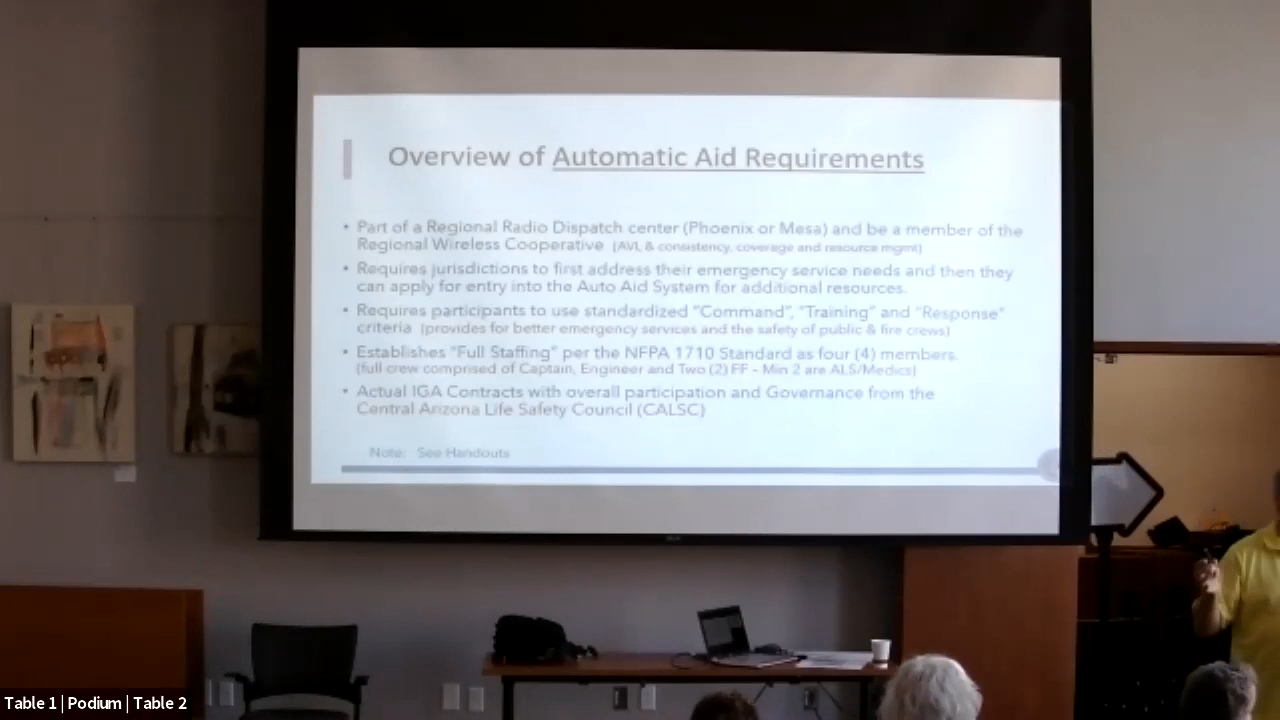 Overview of Automatic Aid Requirements
• Part of a Regional Radio Dispatch center (Phoenix or Mesa) and be a member of the
Regional Wireless Cooperative (AVL & consistency, coverage and resource mgmt)
• Requires jurisdictions to first address their emergency service needs and then they
can apply for entry into the Auto Aid System for additional resources.
• Requires participants to use standardized "Command", "Training" and "Response"
criteria (provides for better emergency services and the safety of public & fire crews)
• Establishes "Full Staffing" per the NFPA 1710 Standard as four (4) members.
(full crew comprised of Captain, Engineer and Two (2) FF - Min 2 are ALS/Medics)
• Actual IGA Contracts with overall participation and Governance from the
Central Arizona Life Safety Council (CALSC)
Note: See Handouts
Table 1 | Podium | Table 2